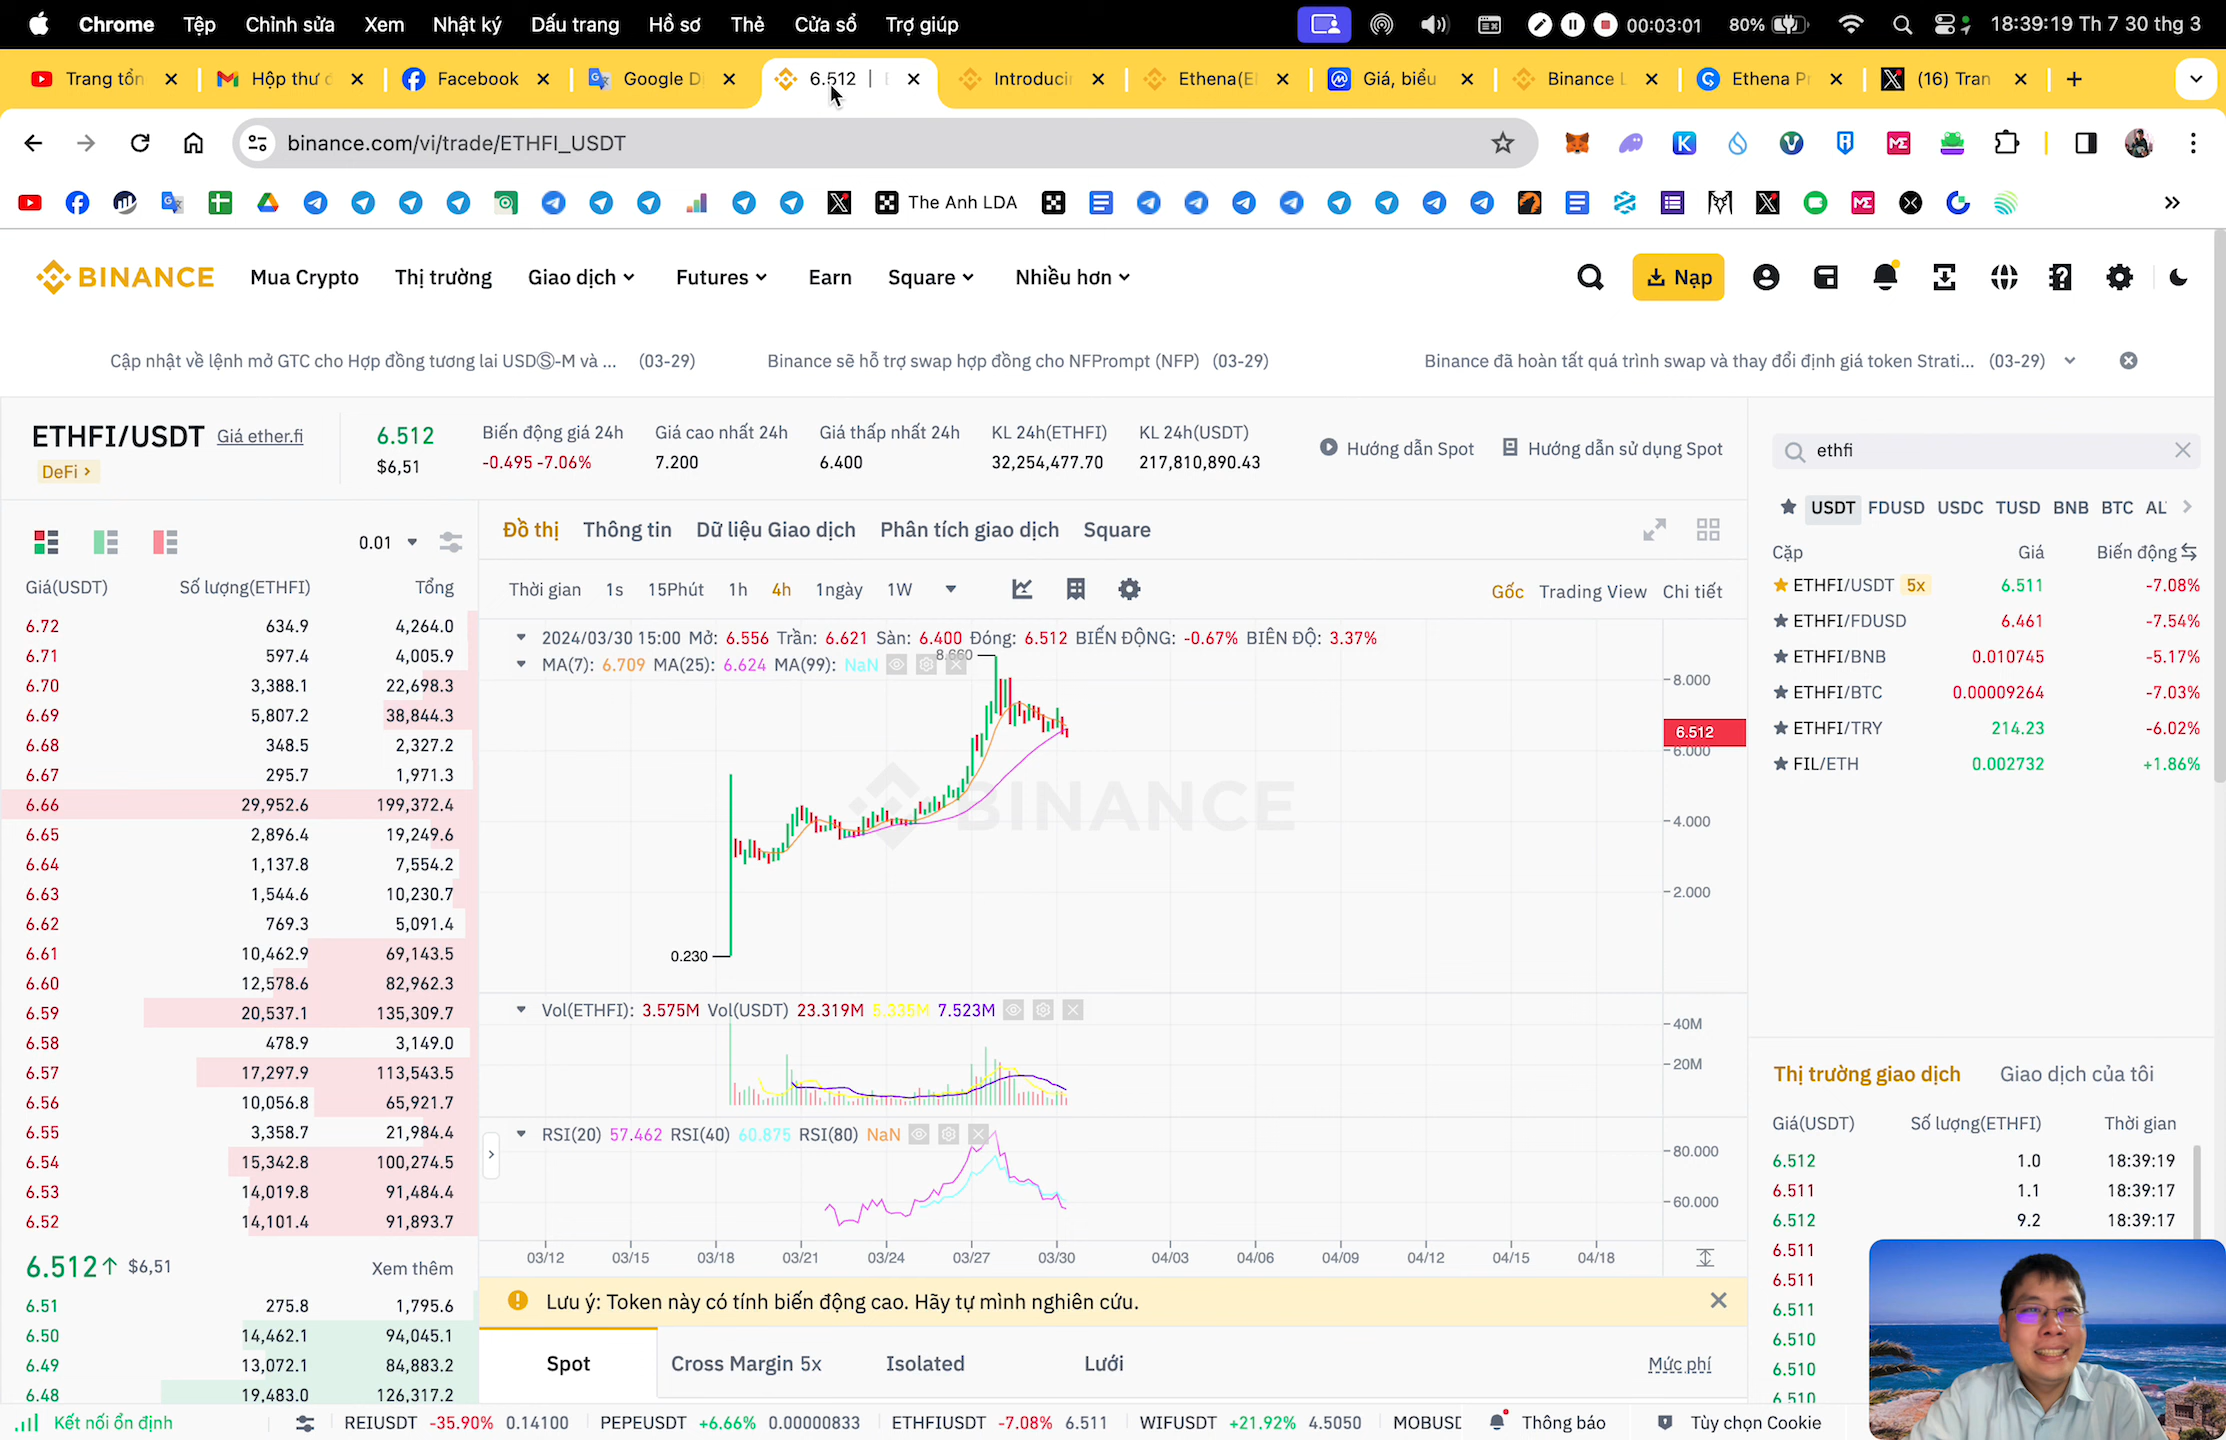 Chrome Tệp Chỉnh sửa Xem Nhật ký Dấu trang Hồ sơ Thẻ Cửa sổ Trợ giúp 00:03:01 80% 18:39:19 Th 7 30 thg 3
Trang tổn Hộp thư đ Facebook Google D 6.512 | Introducin Ethena(E Giá, biểu Binance L Ethena P (16) Tran
binance.com/vi/trade/ETHFI_USDT
The Anh LDA
BINANCE Mua Crypto Thị trường Giao dịch Futures Earn Square Nhiều hơn Nạp
Cập nhật về lệnh mở GTC cho Hợp đồng tương lai USDⓈ-M và ... (03-29) Binance sẽ hỗ trợ swap hợp đồng cho NFPrompt (NFP) (03-29) Binance đã hoàn tất quá trình swap và thay đổi định giá token Strati... (03-29)
ETHFI/USDT Giá ether.fi
DeFi
6.512
$6,51
Biến động giá 24h
-0.495 -7.06%
Giá cao nhất 24h
7.200
Giá thấp nhất 24h
6.400
KL 24h(ETHFI)
32,254,477.70
KL 24h(USDT)
217,810,890.43
Hướng dẫn Spot Hướng dẫn sử dụng Spot
0.01
Giá(USDT) Số lượng(ETHFI) Tổng
6.72 634.9 4,264.0
6.71 597.4 4,005.9
6.70 3,388.1 22,698.3
6.69 5,807.2 38,844.3
6.68 348.5 2,327.2
6.67 295.7 1,971.3
6.66 29,952.6 199,372.4
6.65 2,896.4 19,249.6
6.64 1,137.8 7,554.2
6.63 1,544.6 10,230.7
6.62 769.3 5,091.4
6.61 10,462.9 69,143.5
6.60 12,578.6 82,962.3
6.59 20,537.1 135,309.7
6.58 478.9 3,149.0
6.57 17,297.9 113,543.5
6.56 10,056.8 65,921.7
6.55 3,358.7 21,984.4
6.54 15,342.8 100,274.5
6.53 14,019.8 91,484.4
6.52 14,101.4 91,893.7
6.512↑ $6,51 Xem thêm
6.51 275.8 1,795.6
6.50 14,462.1 94,045.1
6.49 13,072.1 84,883.2
6.48 19,483.0 126,317.2
Đồ thị Thông tin Dữ liệu Giao dịch Phân tích giao dịch Square
Thời gian 1s 15Phút 1h 4h 1ngày 1W Gốc Trading View Chi tiết
2024/03/30 15:00 Mở: 6.556 Trần: 6.621 Sàn: 6.400 Đóng: 6.512 BIẾN ĐỘNG: -0.67% BIÊN ĐỘ: 3.37%
MA(7): 6.709 MA(25): 6.624 MA(99): NaN
8.660
8.000
6.512
6.000
4.000
2.000
BINANCE
0.230
Vol(ETHFI): 3.575M Vol(USDT) 23.319M 5.335M 7.523M
40M
20M
RSI(20) 57.462 RSI(40) 60.875 RSI(80) NaN
80.000
60.000
03/12 03/15 03/18 03/21 03/24 03/27 03/30 04/03 04/06 04/09 04/12 04/15 04/18
Lưu ý: Token này có tính biến động cao. Hãy tự mình nghiên cứu.
Spot Cross Margin 5x Isolated Lưới Mức phí
ethfi
USDT FDUSD USDC TUSD BNB BTC AL
Cặp Giá Biến động
ETHFI/USDT 5x 6.511 -7.08%
ETHFI/FDUSD 6.461 -7.54%
ETHFI/BNB 0.010745 -5.17%
ETHFI/BTC 0.00009264 -7.03%
ETHFI/TRY 214.23 -6.02%
FIL/ETH 0.002732 +1.86%
Thị trường giao dịch Giao dịch của tôi
Giá(USDT) Số lượng(ETHFI) Thời gian
6.512 1.0 18:39:19
6.511 1.1 18:39:17
6.512 9.2 18:39:17
6.511
6.511
6.511
6.510
6.510
6.510
Kết nối ổn định REIUSDT -35.90% 0.14100 PEPEUSDT +6.66% 0.00000833 ETHFIUSDT -7.08% 6.511 WIFUSDT +21.92% 4.5050 MOBUSD Thông báo Tùy chọn Cookie